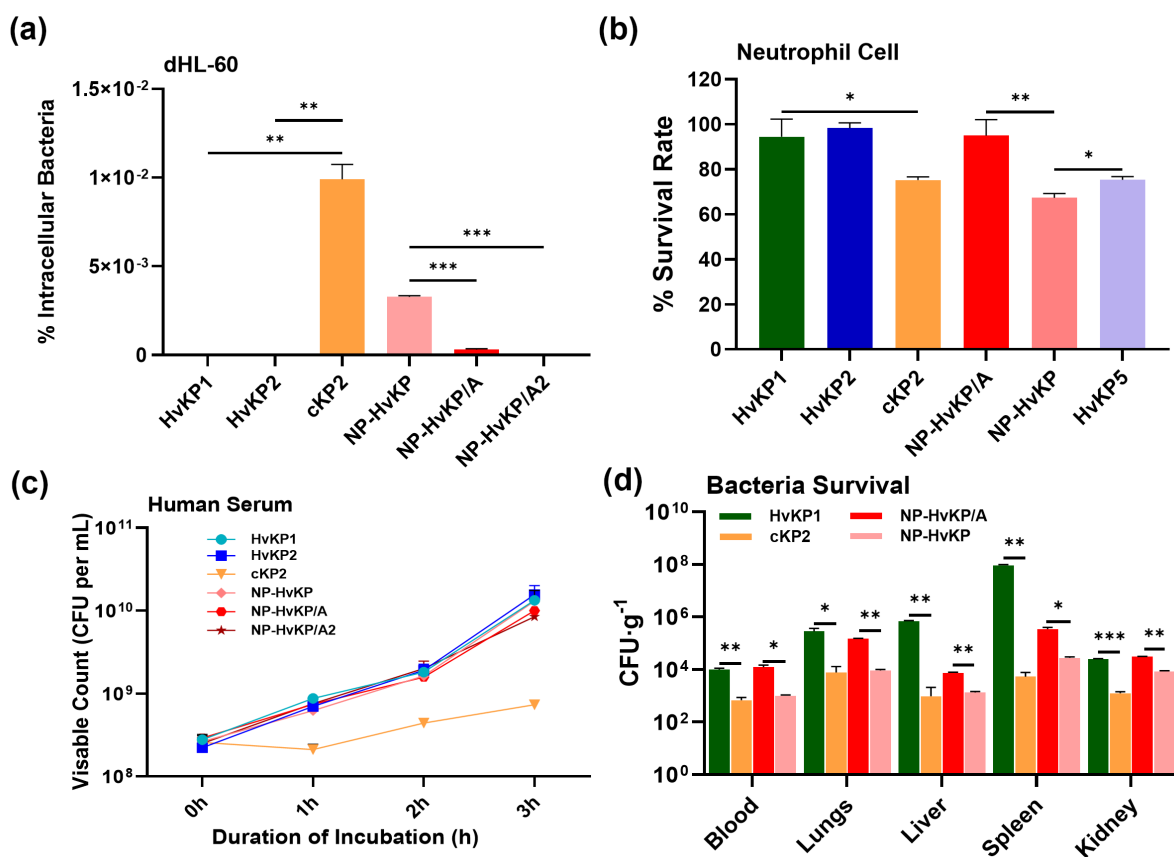 (a)
dHL-60
% Intracellular Bacteria
1.5×10⁻²
1×10⁻²
5×10⁻³
0
**
**
***
***
HvKP1
HvKP2
cKP2
NP-HvKP
NP-HvKP/A
NP-HvKP/A2
(b)
Neutrophil Cell
% Survival Rate
120
100
80
60
40
20
0
*
**
*
HvKP1
HvKP2
cKP2
NP-HvKP/A
NP-HvKP
HvKP5
(c)
Human Serum
Visable Count (CFU per mL)
10¹¹
10¹⁰
10⁹
10⁸
HvKP1
HvKP2
cKP2
NP-HvKP
NP-HvKP/A
NP-HvKP/A2
0h
1h
2h
3h
Duration of Incubation (h)
(d)
Bacteria Survival
HvKP1
cKP2
NP-HvKP/A
NP-HvKP
CFU·g⁻¹
10¹⁰
10⁸
10⁶
10⁴
10²
10⁰
**
*
*
**
**
**
**
*
***
**
Blood
Lungs
Liver
Spleen
Kidney